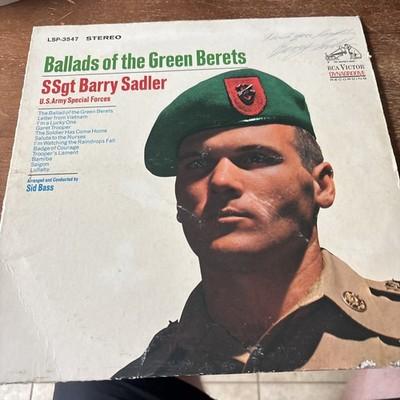 LSP-3547 STEREO
Ballads of the Green Berets
SSgt Barry Sadler
U.S. Army Special Forces
The Ballad of the Green Berets
Letter from Vietnam
I'm a Lucky One
Garet Trooper
The Soldier Has Come Home
Salute to the Nurses
I'm Watching the Raindrops Fall
Badge of Courage
Trooper's Lament
Bamiba
Saigon
Lullaby
Arranged and Conducted by
Sid Bass
RCA VICTOR
DYNAGROOVE
RECORDING